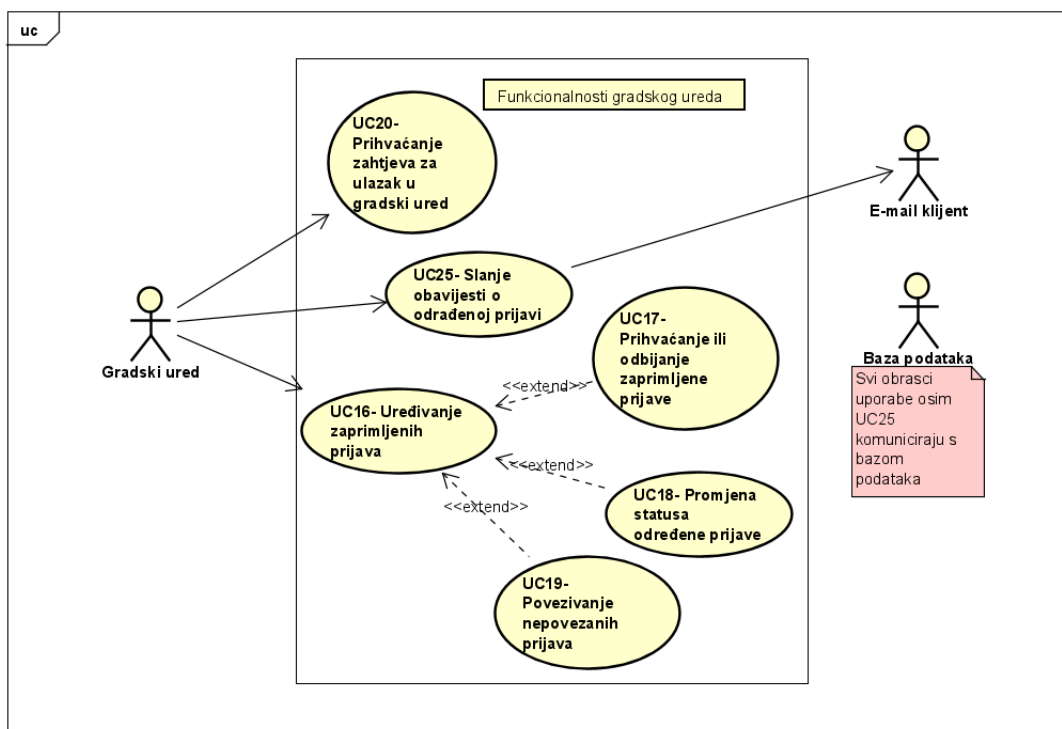 uc
Funkcionalnosti gradskog ureda
UC20-
Prihvaćanje
zahtjeva za
ulazak u
gradski ured
E-mail klijent
UC25- Slanje
obavijesti o
odrađenoj prijavi
UC17-
Prihvaćanje ili
odbijanje
zaprimljene
prijave
Gradski ured
Baza podataka
Svi obrasci
uporabe osim
UC25
komuniciraju s
bazom
podataka
<<extend>>
UC16- Uređivanje
zaprimljenih
prijava
<<extend>>
UC18- Promjena
statusa
određene prijave
<<extend>>
UC19-
Povezivanje
nepovezanih
prijava